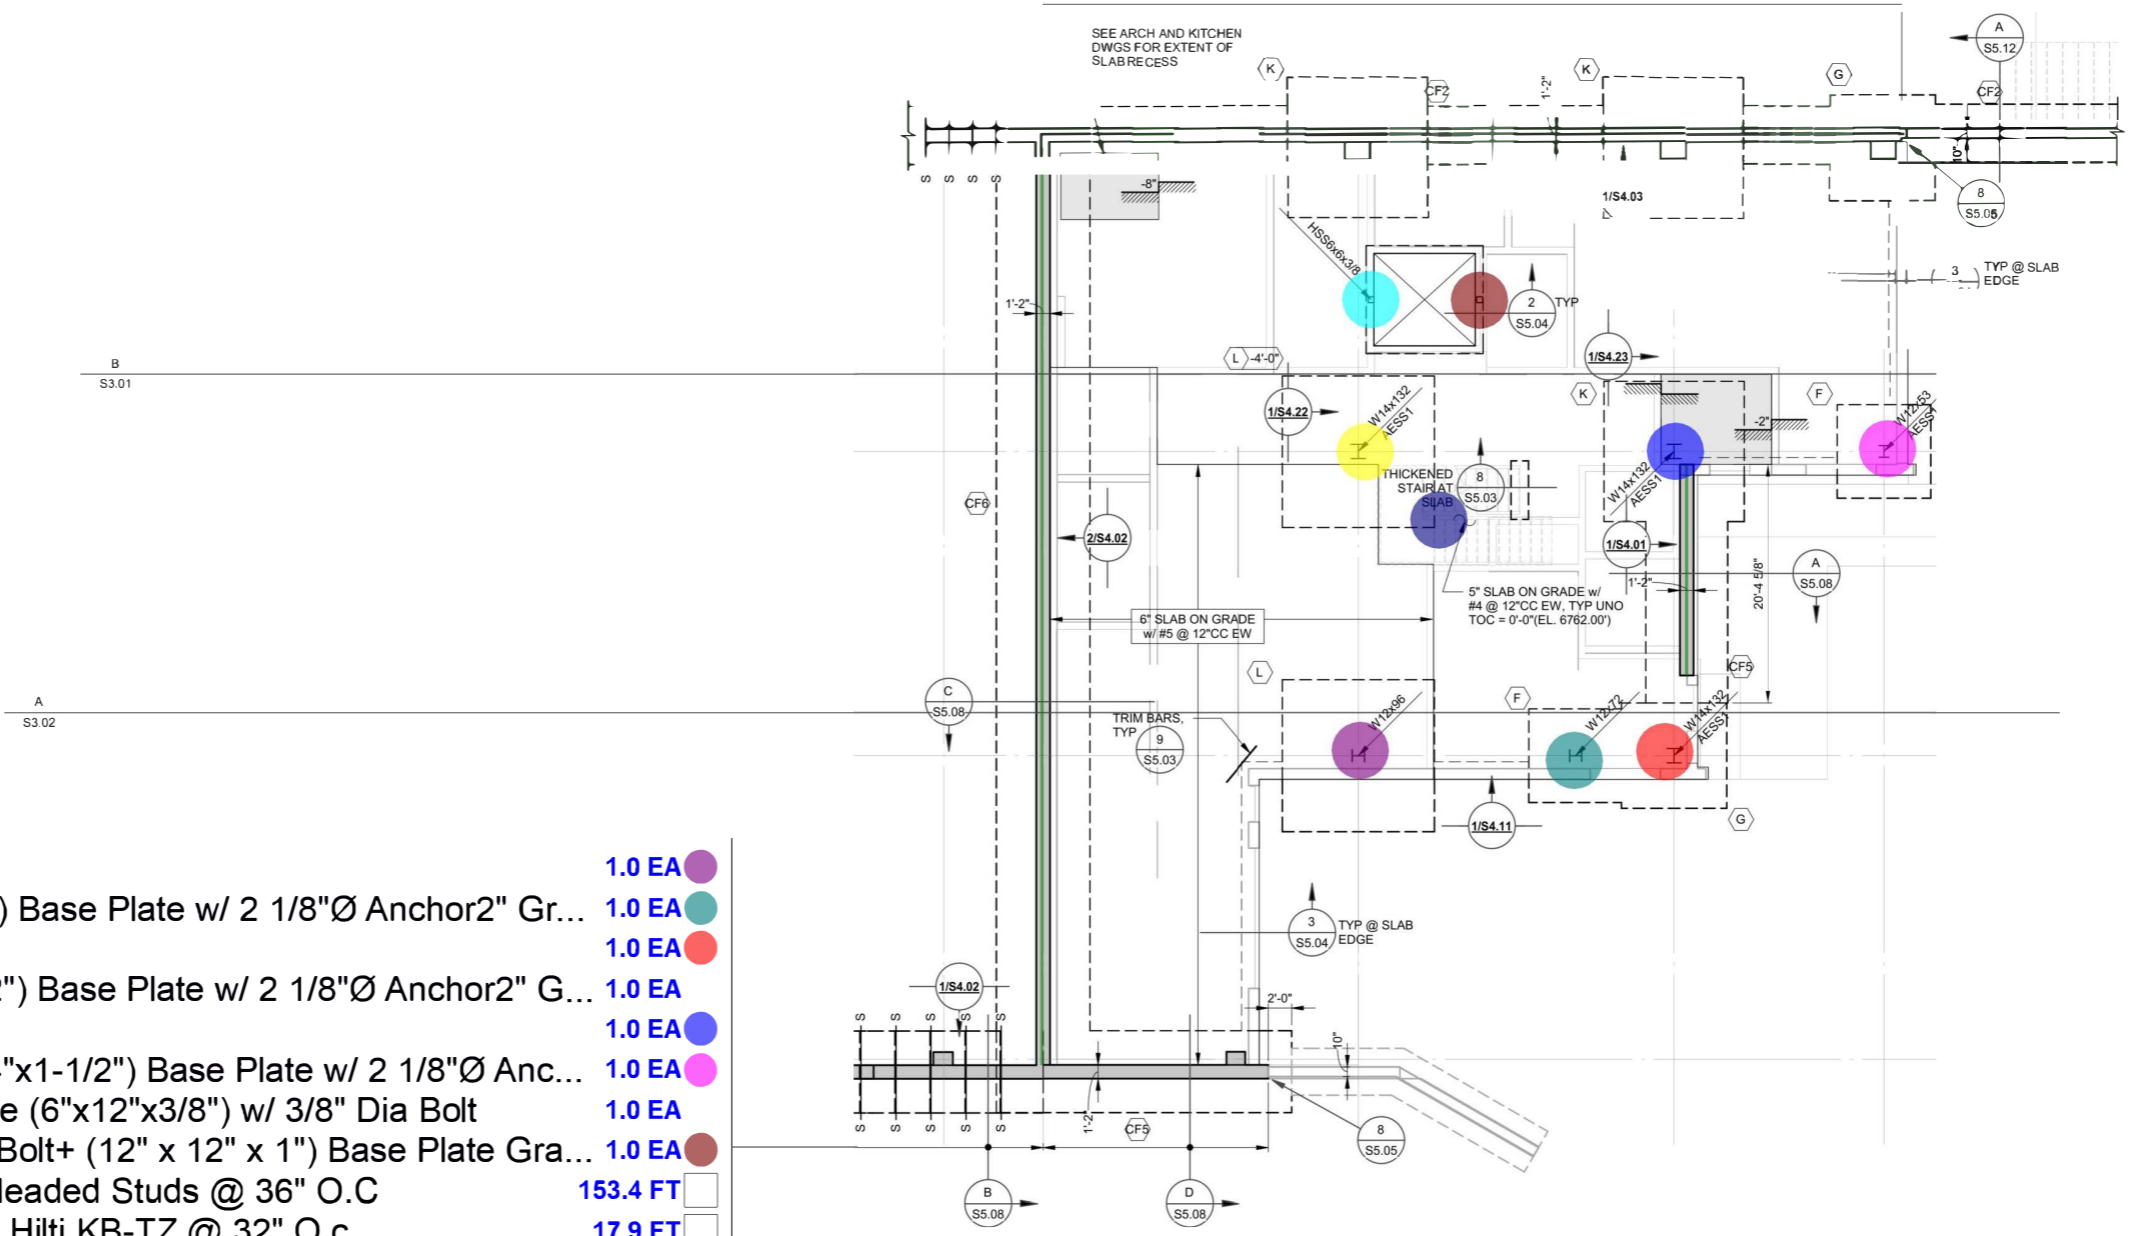 SEE ARCH AND KITCHEN
DWGS FOR EXTENT OF
SLAB RECESS
K
K
G
A
S5.12
CF2
CF2
1'-2"
10"
S S S S
-8"
1/S4.03
8
S5.05
HSS6x6x3/8
3
TYP @ SLAB
EDGE
1'-2"
2
S5.04
TYP
B
S3.01
L
-4'-0"
1/S4.23
1/S4.22
W14x132
AESS1
K
F
-2"
W12x53
AESS1
THICKENED
STAIR AT
SLAB
8
S5.03
W14x132
AESS1
CF6
2/S4.02
1/S4.01
A
S5.08
1'-2"
20'-4 5/8"
5" SLAB ON GRADE w/
#4 @ 12"CC EW, TYP UNO
TOC = 0'-0"(EL. 6762.00')
6" SLAB ON GRADE
w/ #5 @ 12"CC EW
L
CF5
A
S3.02
C
S5.08
F
W12x96
W12x72
W14x132
AESS1
TRIM BARS,
TYP
9
S5.03
G
1/S4.11
1.0 EA
) Base Plate w/ 2 1/8"Ø Anchor2" Gr... 1.0 EA
1.0 EA
2") Base Plate w/ 2 1/8"Ø Anchor2" G... 1.0 EA
1.0 EA
"x1-1/2") Base Plate w/ 2 1/8"Ø Anc... 1.0 EA
e (6"x12"x3/8") w/ 3/8" Dia Bolt 1.0 EA
Bolt+ (12" x 12" x 1") Base Plate Gra... 1.0 EA
Headed Studs @ 36" O.C 153.4 FT
Hilti KB-TZ @ 32" O.c 17.9 FT
3
S5.04
TYP @ SLAB
EDGE
1/S4.02
2'-0"
S S S S S
10"
S S S S S
1'-2"
CF5
8
S5.05
B
S5.08
D
S5.08